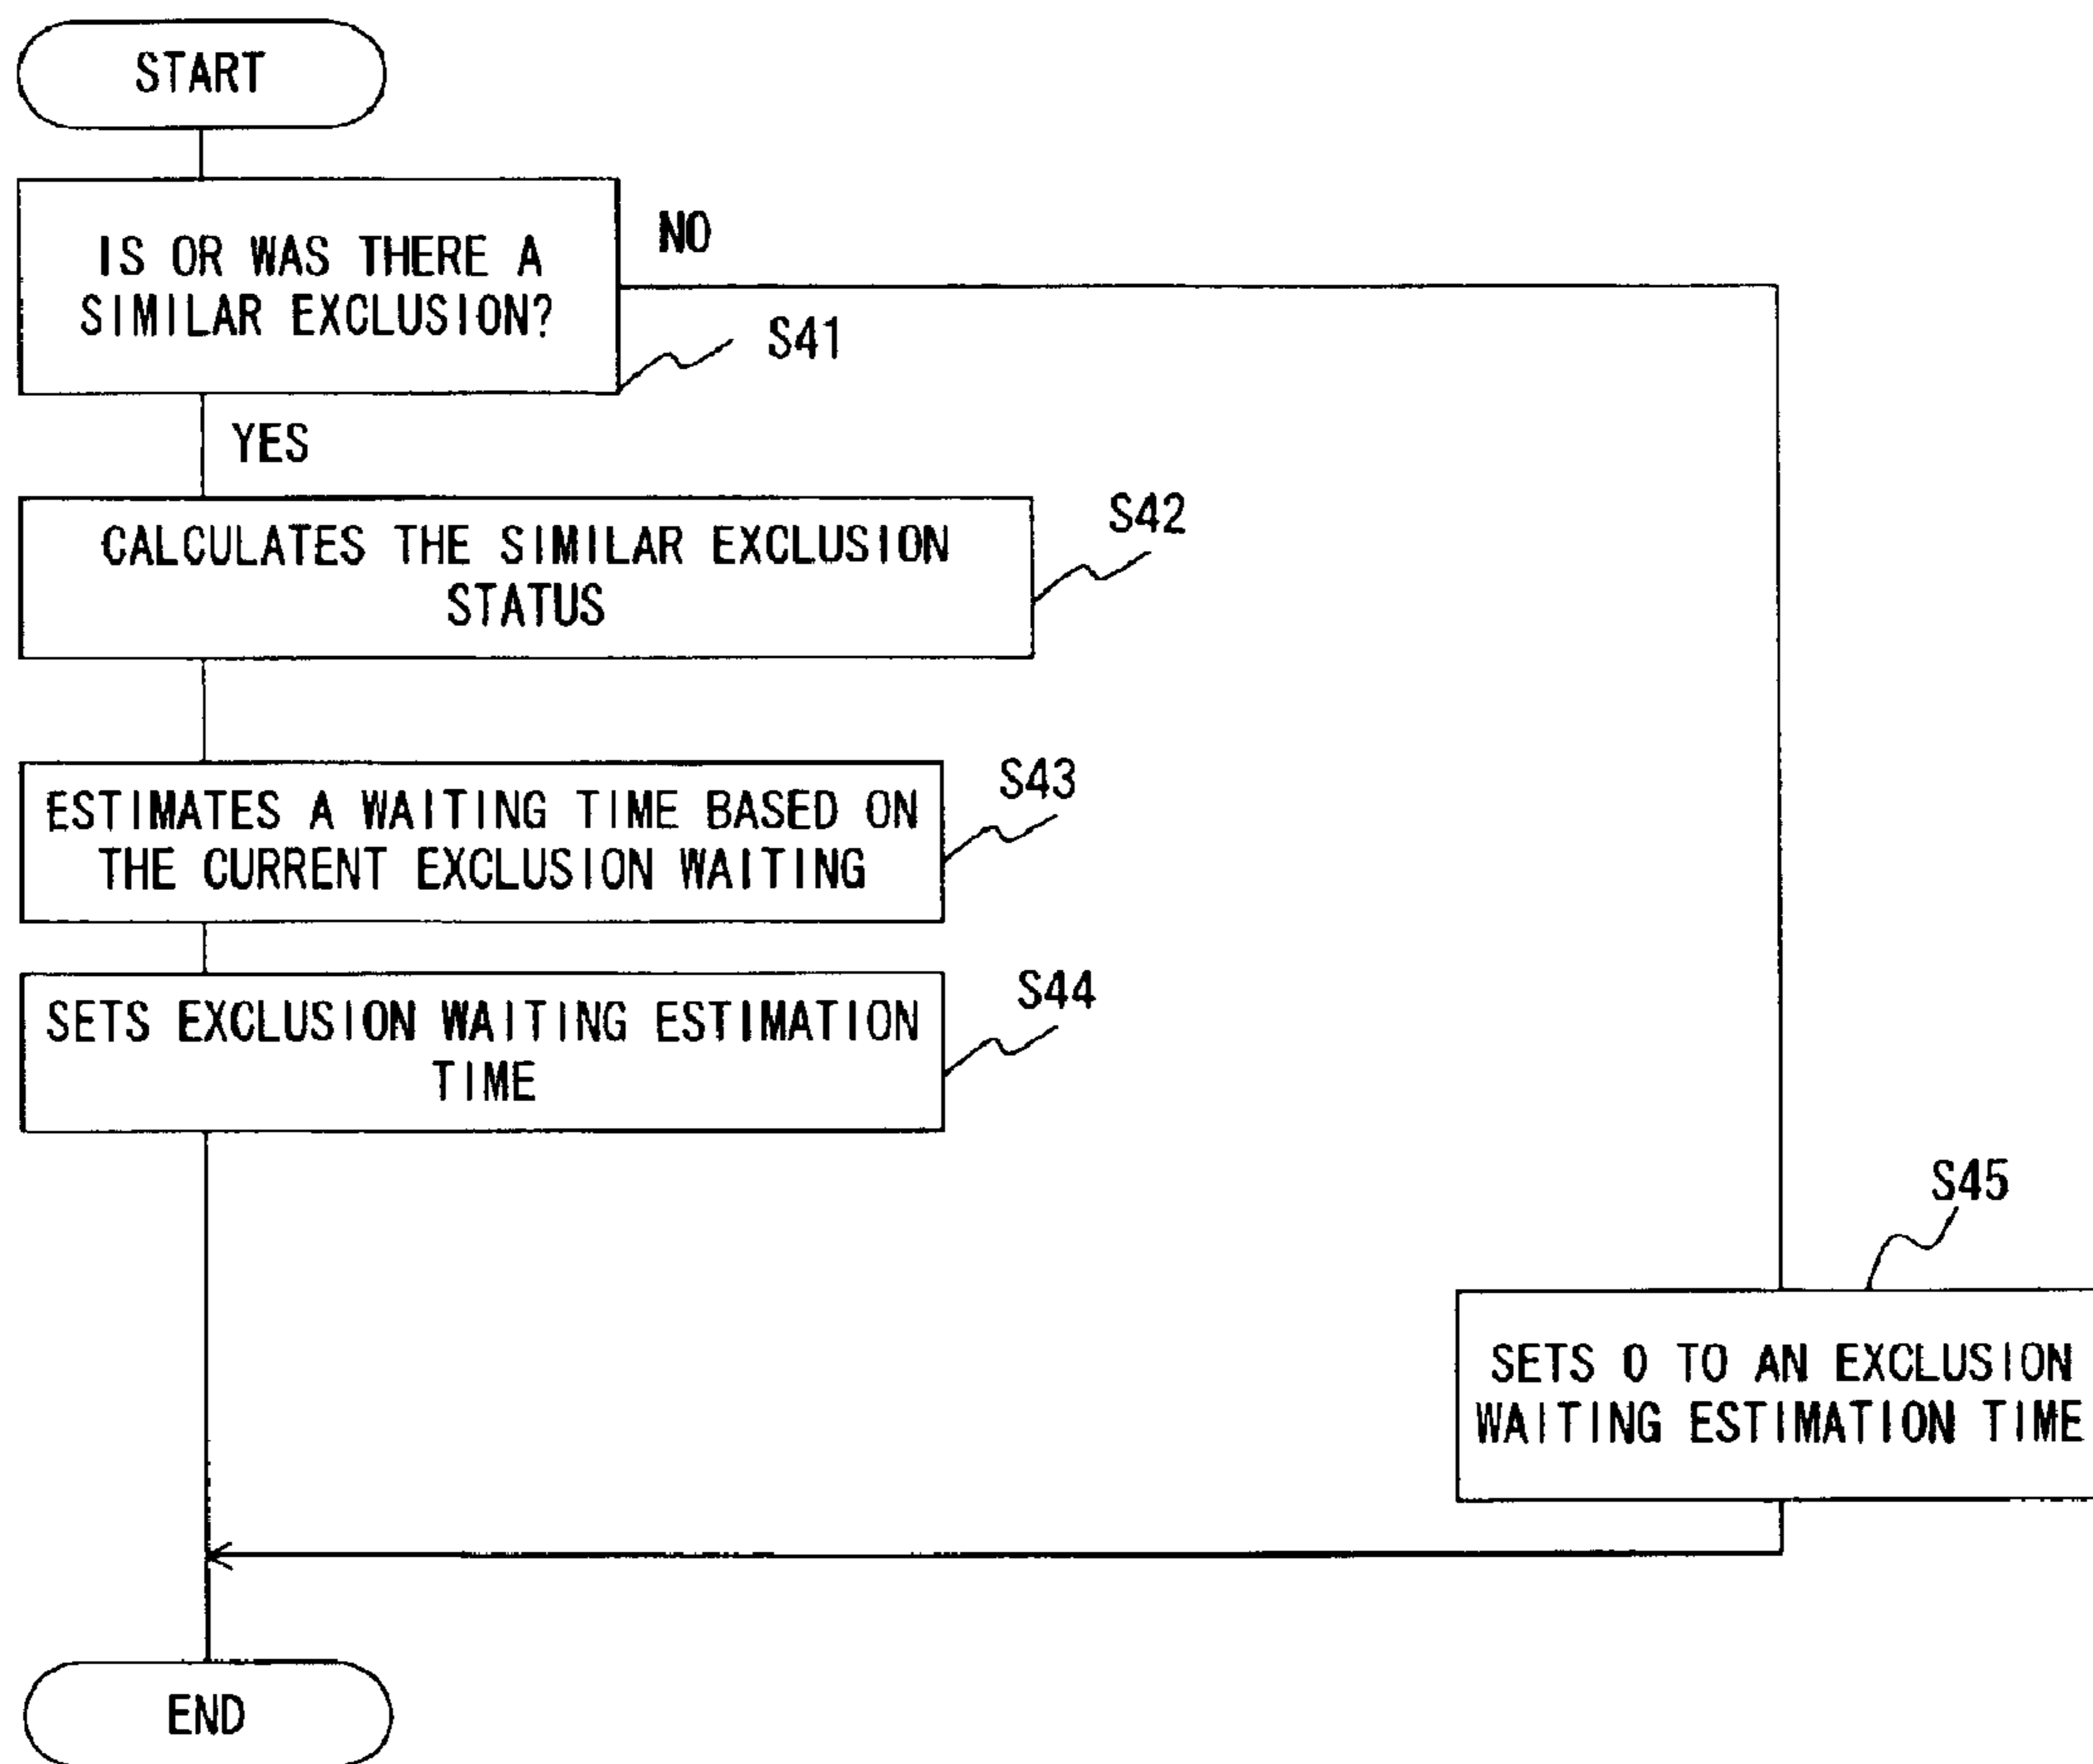 START
IS OR WAS THERE A
SIMILAR EXCLUSION?
NO
S41
YES
CALCULATES THE SIMILAR EXCLUSION
STATUS
S42
ESTIMATES A WAITING TIME BASED ON
THE CURRENT EXCLUSION WAITING
S43
SETS EXCLUSION WAITING ESTIMATION
TIME
S44
S45
SETS 0 TO AN EXCLUSION
WAITING ESTIMATION TIME
END